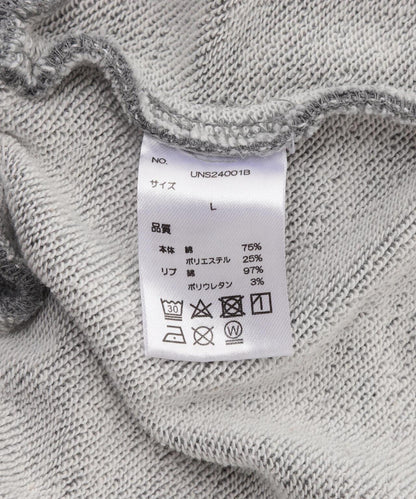 NO.
UNS24001B
サイズ
L
品質
本体 綿 75%
ポリエステル 25%
リブ 綿 97%
ポリウレタン 3%
30
W